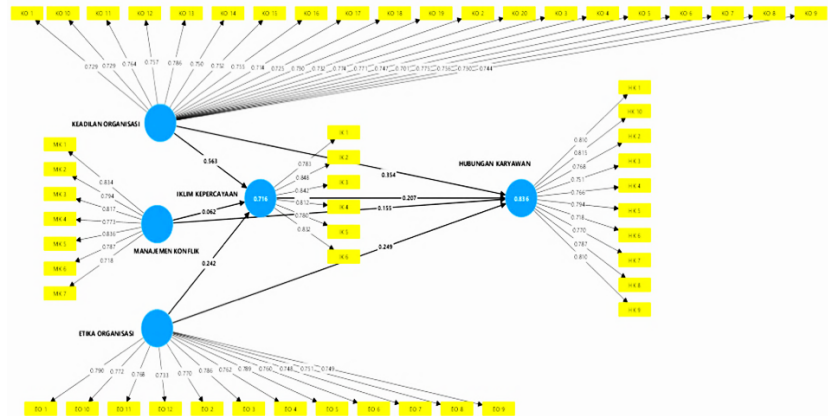 KO 1 KO 10 KO 11 KO 12 KO 13 KO 14 KO 15 KO 16 KO 17 KO 18 KO 19 KO 2 KO 20 KO 3 KO 4 KO 5 KO 6 KO 7 KO 8 KO 9
0.729 0.729 0.764 0.757 0.786 0.750 0.732
KEADILAN ORGANISASI
MK 1
MK 2
MK 3
MK 4
MK 5
MK 6
MK 7
0.834
0.794
0.817
0.773
0.836
0.787
0.718
MANAJEMEN KONFLIK
0.563
0.062
0.242
IKLIM KEPERCAYAAN
0.716
IK 1
IK 2
IK 3
IK 4
IK 5
IK 6
0.783
0.848
0.842
0.812
0.780
0.832
0.354
0.207
0.155
0.249
HUBUNGAN KARYAWAN
0.836
HK 1
HK 10
HK 2
HK 3
HK 4
HK 5
HK 6
HK 7
HK 8
HK 9
0.810
0.815
0.768
0.751
0.766
0.794
0.718
0.770
0.787
0.810
ETIKA ORGANISASI
0.790 0.772 0.768 0.733 0.770 0.786 0.762 0.789 0.760 0.748 0.751 0.749
EO 1 EO 10 EO 11 EO 12 EO 2 EO 3 EO 4 EO 5 EO 6 EO 7 EO 8 EO 9